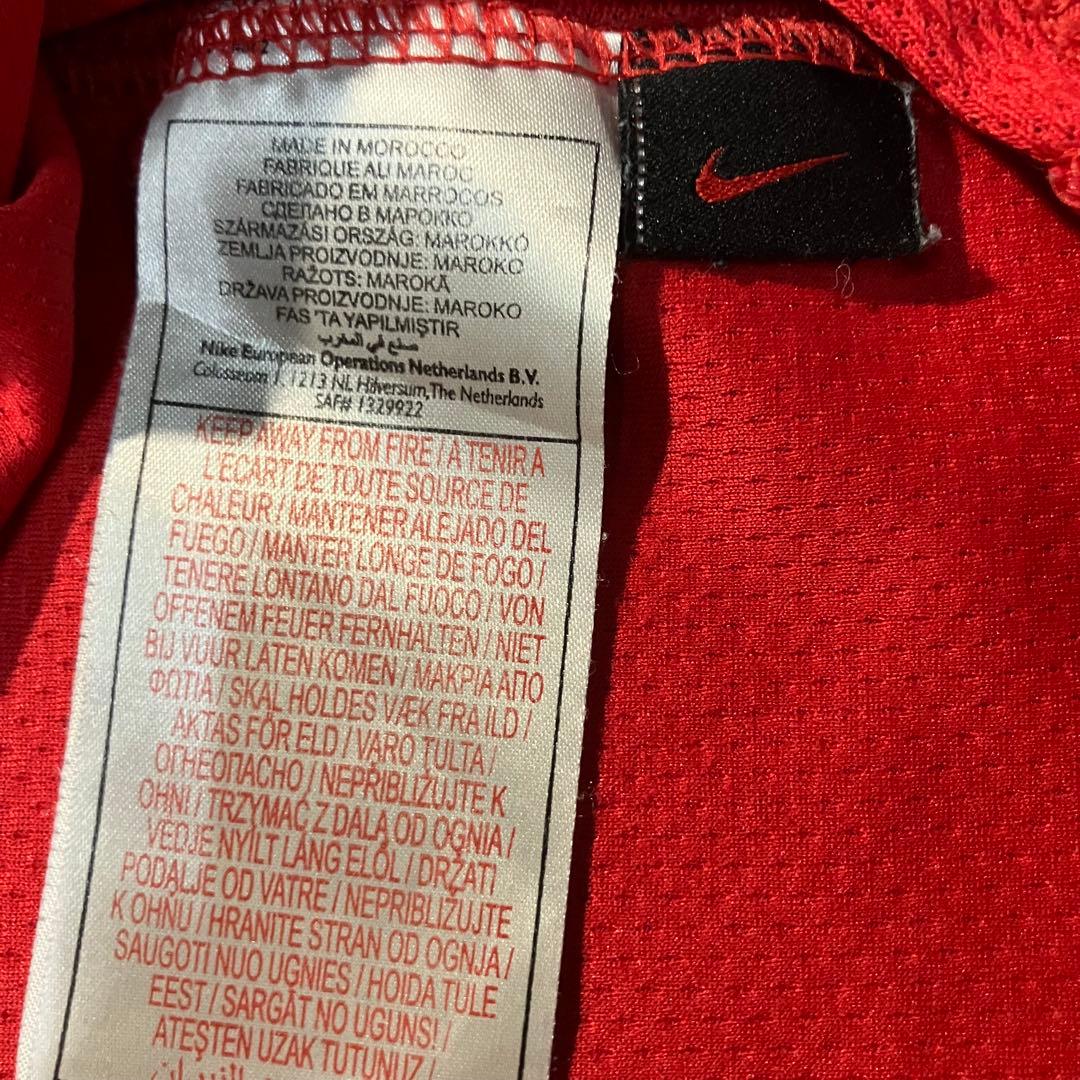 MADE IN MOROCCO
FABRIQUE AU MAROC
FABRICADO EM MARROCOS
СДЕПАНО В МАРОККО
SZÁRMAZÁSI ORSZÁG: MAROKKÓ
ZEMLJA PROIZVODNJE: MAROKO
RAŽOTS: MAROKĀ
DRŽAVA PROIZVODNJE: MAROKO
FAS 'TA YAPILMIŞTIR
صنع في المغرب
Nike European Operations Netherlands B.V.
Colosseum 1, 1213 NL Hilversum, The Netherlands
SAF# 1329922
KEEP AWAY FROM FIRE / A TENIR A
L'ECART DE TOUTE SOURCE DE
CHALEUR / MANTENER ALEJADO DEL
FUEGO / MANTER LONGE DE FOGO /
TENERE LONTANO DAL FUOCO / VON
OFFENEM FEUER FERNHALTEN / NIET
BIJ VUUR LATEN KOMEN / ΜΑΚΡΙΑ ΑΠΟ
ΦΩΤΙΑ / SKAL HOLDES VÆK FRA ILD /
AKTAS FÖR ELD / VARO TULTA /
ОГНЕОПАСНО / NEPŘIBLIŽUJTE K
OHNI / TRZYMAĆ Z DALA OD OGNIA /
VEDJE NYÍLT LÁNG ELŐL / DRŽATI
PODALJE OD VATRE / NEPRIBLIŽUJTE
K OHŇU / HRANITE STRAN OD OGNJA /
SAUGOTI NUO UGNIES / HOIDA TULE
EEST / SARGĀT NO UGUNS! /
ATEŞTEN UZAK TUTUNUZ /
النيران